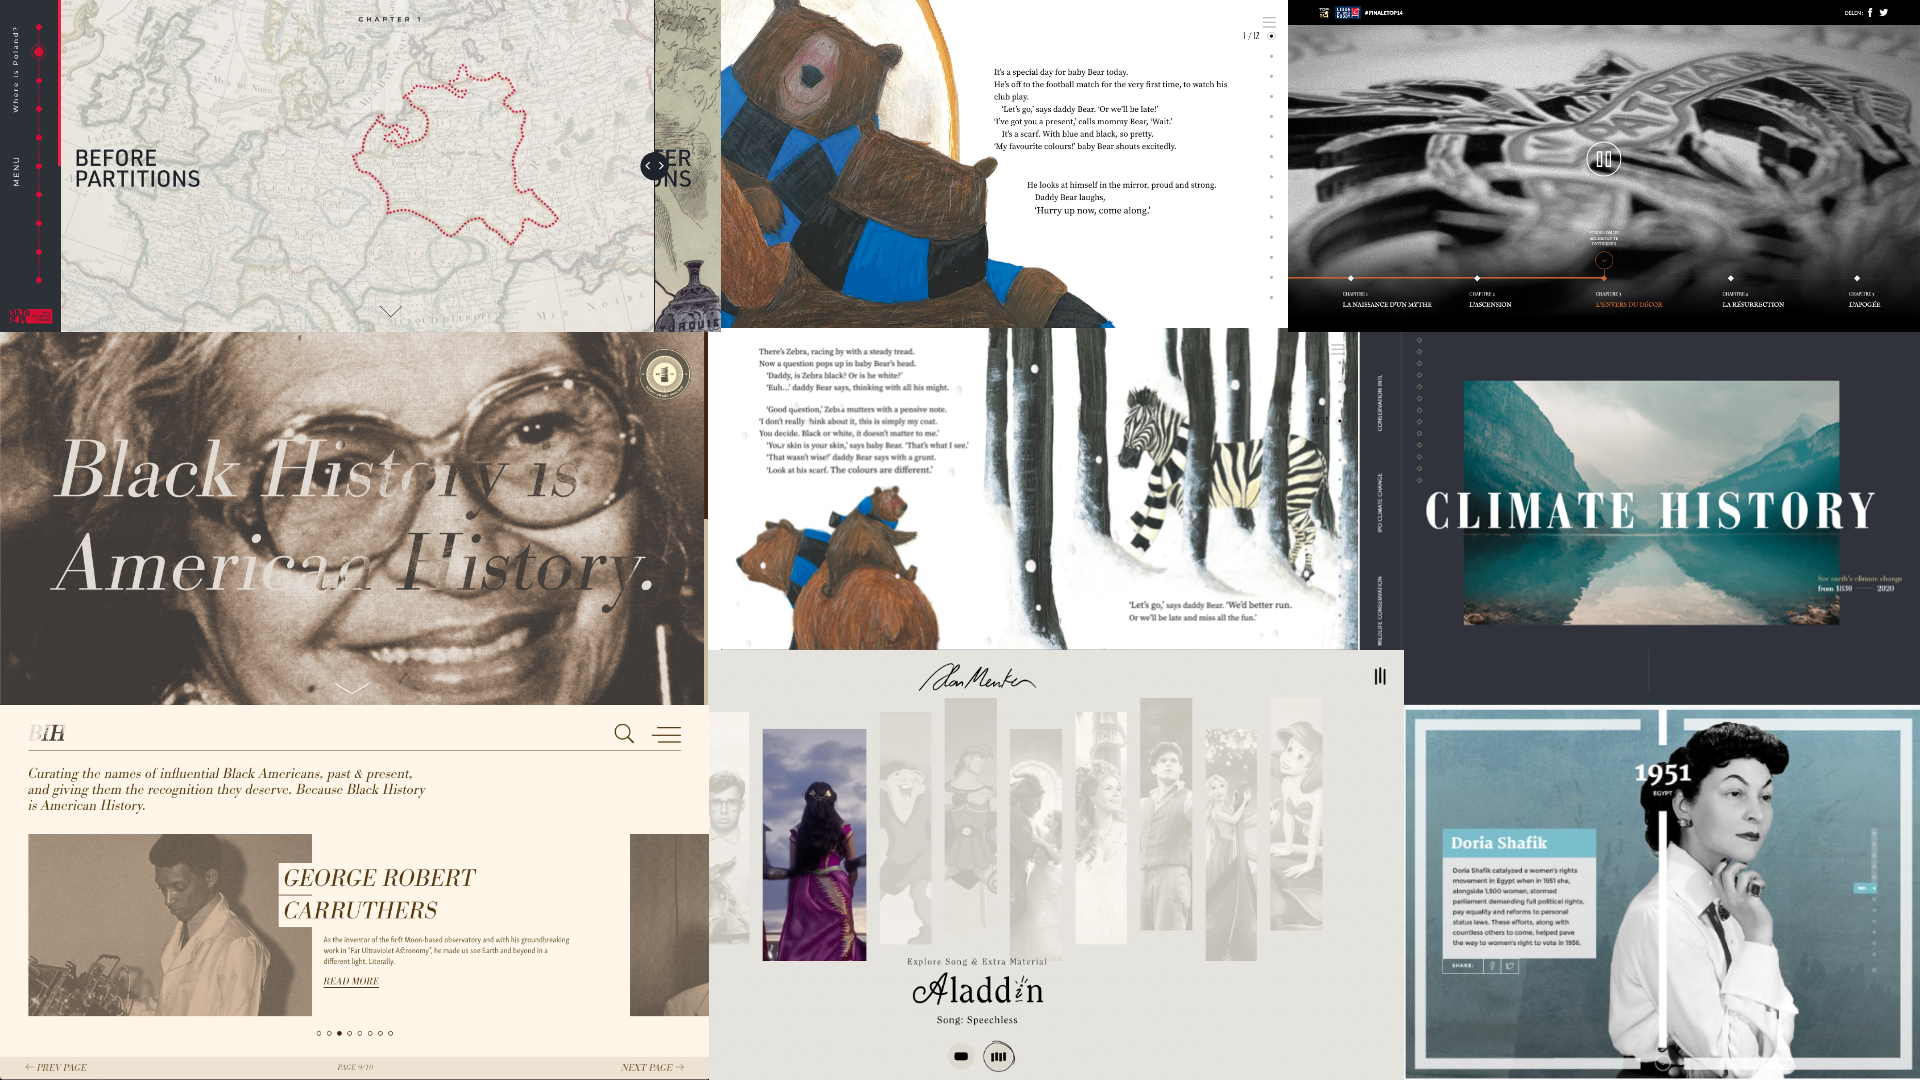 Where is Poland?
MENU
CHAPTER 1
BEFORE
PARTITIONS
1 / 12
It's a special day for baby Bear today.
He's off to the football match for the very first time, to watch his
club play.
'Let's go,' says daddy Bear. 'Or we'll be late!'
'I've got you a present,' calls mommy Bear, 'Wait.'
It's a scarf. With blue and black, so pretty.
'My favourite colours!' baby Bear shouts excitedly.
He looks at himself in the mirror, proud and strong.
Daddy Bear laughs,
'Hurry up now, come along.'
#FINALETOP14
DELEN:
CHAPITRE 1
LA NAISSANCE D'UN MYTHE
CHAPITRE 2
L'ASCENSION
CHAPITRE 3
L'ENVERS DU DÉCOR
CHAPITRE 4
LA RÉSURRECTION
CHAPITRE 5
L'APOGÉE
Black History is
American History.
There's Zebra, racing by with a steady tread.
Now a question pops up in baby Bear's head.
'Daddy, is Zebra black? Or is he white?'
'Euh...' daddy Bear says, thinking with all his might.
'Good question,' Zebra mutters with a pensive note.
'I don't really think about it, this is simply my coat.
You decide. Black or white, it doesn't matter to me.'
'Your skin is your skin,' says baby Bear. 'That's what I see.'
'That wasn't wise!' daddy Bear says with a grunt.
'Look at his scarf. The colours are different.'
'Let's go,' says daddy Bear. 'We'd better run.
Or we'll be late and miss all the fun.'
CONSERVATION INTL
IPO CLIMATE CHANGE
WILDLIFE CONSERVATION
CLIMATE HISTORY
See earth's climate change
from 1830 2020
BIH
Curating the names of influential Black Americans, past & present,
and giving them the recognition they deserve. Because Black History
is American History.
GEORGE ROBERT
CARRUTHERS
As the inventor of the first Moon-based observatory and with his groundbreaking
work in "Far Ultraviolet Astronomy", he made us see Earth and beyond in a
different light. Literally.
READ MORE
PREV PAGE
PAGE 9/10
NEXT PAGE
Alan Menken
Explore Song & Extra Material
Aladdin
Song: Speechless
1951
EGYPT
Doria Shafik
Doria Shafik catalyzed a women's rights
movement in Egypt when in 1951 she,
alongside 1,500 women, stormed
parliament demanding full political rights,
pay equality and reforms to personal
status laws. These efforts, along with
countless others to come, helped pave
the way to women's right to vote in 1956.
SHARE: